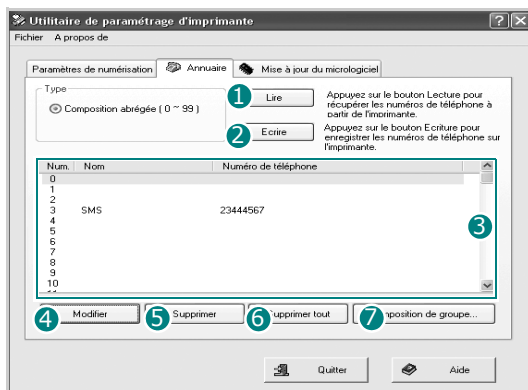 Utilitaire de paramétrage d'imprimante
Fichier A propos de
Paramètres de numérisation Annuaire Mise à jour du micrologiciel
Type
Composition abrégée ( 0 ~ 99 )
1 Lire
Appuyez sur le bouton Lecture pour
récupérer les numéros de téléphone à
partir de l'imprimante.
2 Ecrire
Appuyez sur le bouton Ecriture pour
enregistrer les numéros de téléphone sur
l'imprimante.
Num. Nom Numéro de téléphone
0
1
2
3 SMS 23444567
4
5
6
7
8
9
10
3
4 Modifier 5 Supprimer 6 Supprimer tout 7 position de groupe...
Quitter Aide